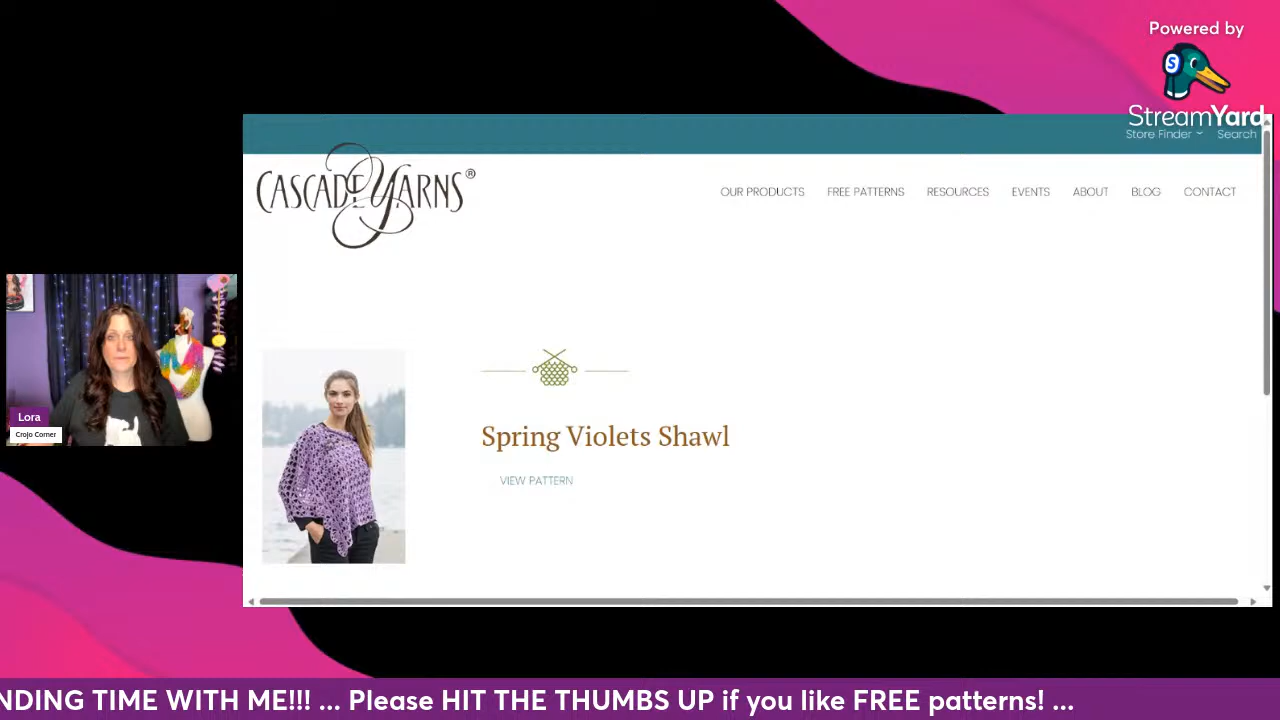 Powered by
S
StreamYard
Store Finder Search
CASCADE YARNS®
OUR PRODUCTS FREE PATTERNS RESOURCES EVENTS ABOUT BLOG CONTACT
Spring Violets Shawl
VIEW PATTERN
Lora
Crojo Corner
NDING TIME WITH ME!!! ... Please HIT THE THUMBS UP if you like FREE patterns! ...